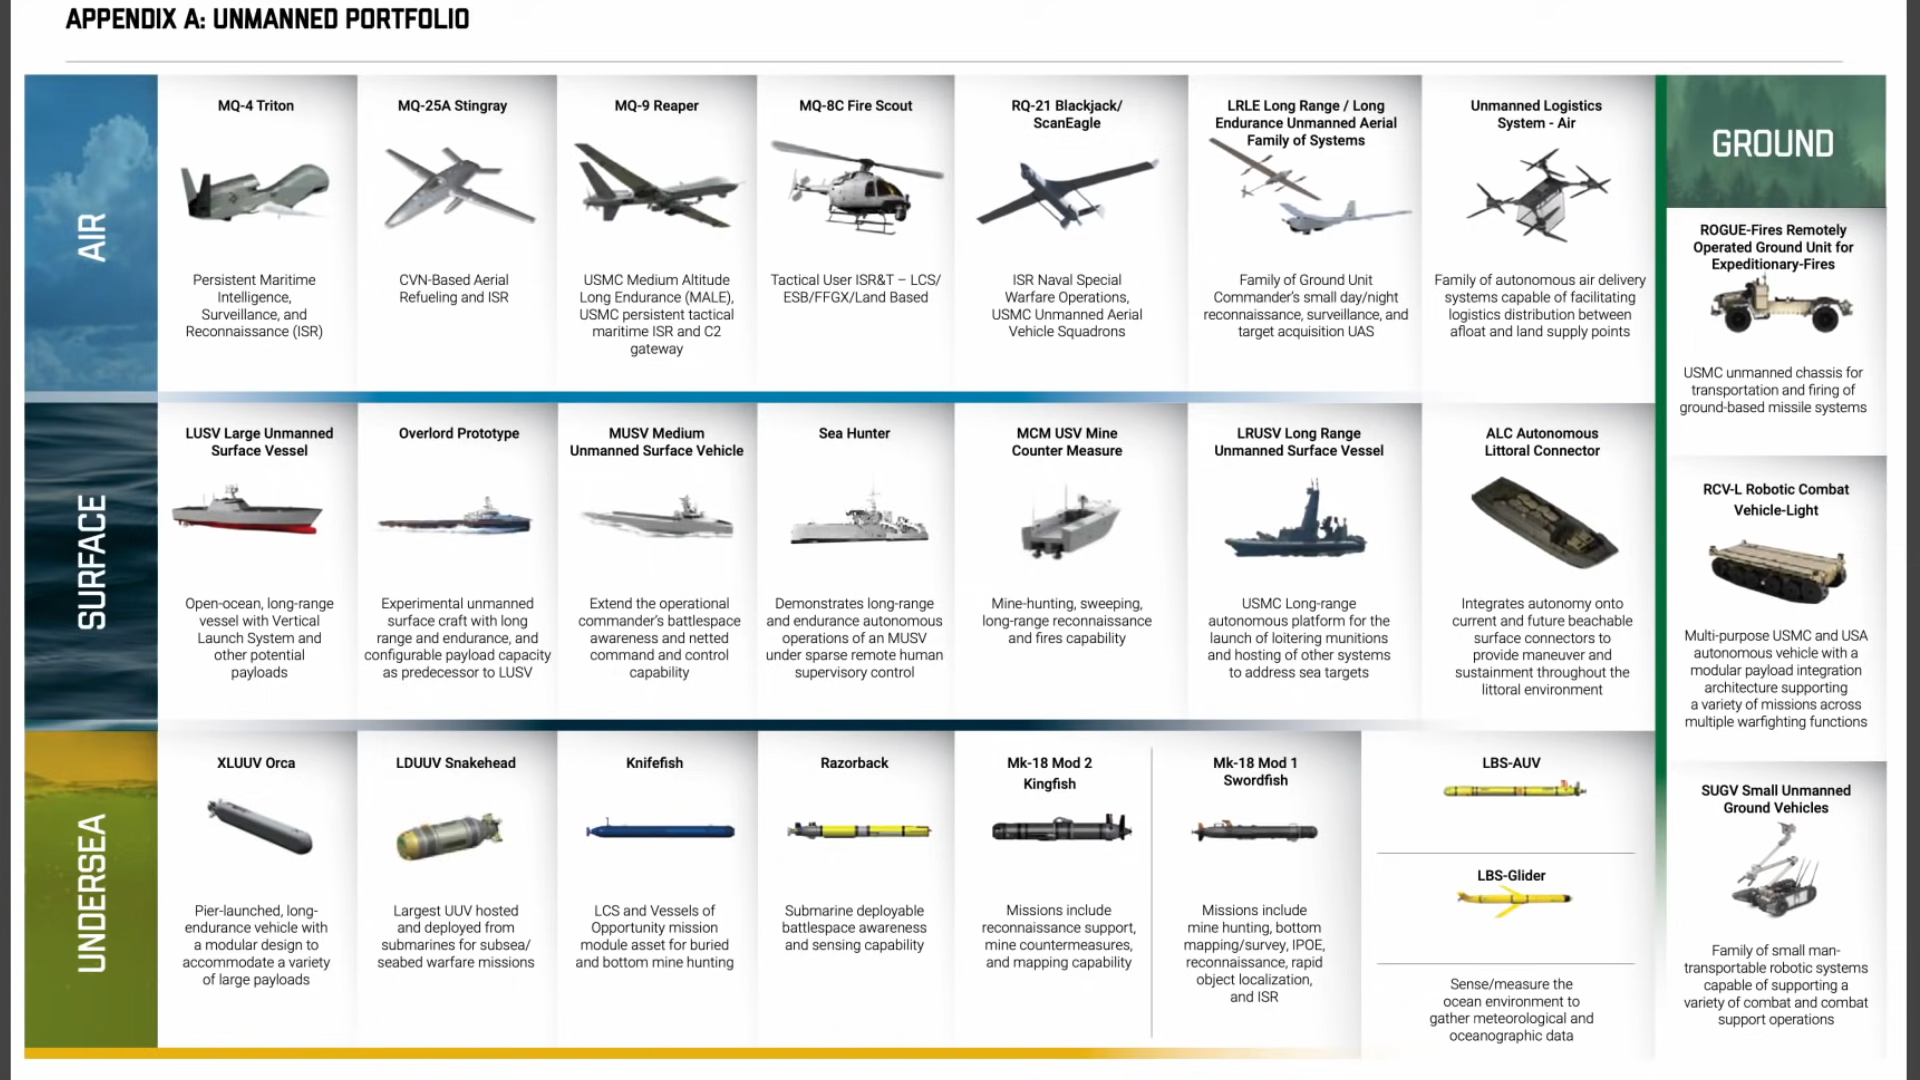 APPENDIX A: UNMANNED PORTFOLIO
AIR
MQ-4 Triton
Persistent Maritime
Intelligence,
Surveillance, and
Reconnaissance (ISR)
MQ-25A Stingray
CVN-Based Aerial
Refueling and ISR
MQ-9 Reaper
USMC Medium Altitude
Long Endurance (MALE),
USMC persistent tactical
maritime ISR and C2
gateway
MQ-8C Fire Scout
Tactical User ISR&T – LCS/
ESB/FFGX/Land Based
RQ-21 Blackjack/
ScanEagle
ISR Naval Special
Warfare Operations,
USMC Unmanned Aerial
Vehicle Squadrons
LRLE Long Range / Long
Endurance Unmanned Aerial
Family of Systems
Family of Ground Unit
Commander's small day/night
reconnaissance, surveillance, and
target acquisition UAS
Unmanned Logistics
System - Air
Family of autonomous air delivery
systems capable of facilitating
logistics distribution between
afloat and land supply points
SURFACE
LUSV Large Unmanned
Surface Vessel
Open-ocean, long-range
vessel with Vertical
Launch System and
other potential
payloads
Overlord Prototype
Experimental unmanned
surface craft with long
range and endurance, and
configurable payload capacity
as predecessor to LUSV
MUSV Medium
Unmanned Surface Vehicle
Extend the operational
commander's battlespace
awareness and netted
command and control
capability
Sea Hunter
Demonstrates long-range
and endurance autonomous
operations of an MUSV
under sparse remote human
supervisory control
MCM USV Mine
Counter Measure
Mine-hunting, sweeping,
long-range reconnaissance
and fires capability
LRUSV Long Range
Unmanned Surface Vessel
USMC Long-range
autonomous platform for the
launch of loitering munitions
and hosting of other systems
to address sea targets
ALC Autonomous
Littoral Connector
Integrates autonomy onto
current and future beachable
surface connectors to
provide maneuver and
sustainment throughout the
littoral environment
UNDERSEA
XLUUV Orca
Pier-launched, long-
endurance vehicle with
a modular design to
accommodate a variety
of large payloads
LDUUV Snakehead
Largest UUV hosted
and deployed from
submarines for subsea/
seabed warfare missions
Knifefish
LCS and Vessels of
Opportunity mission
module asset for buried
and bottom mine hunting
Razorback
Submarine deployable
battlespace awareness
and sensing capability
Mk-18 Mod 2
Kingfish
Missions include
reconnaissance support,
mine countermeasures,
and mapping capability
Mk-18 Mod 1
Swordfish
Missions include
mine hunting, bottom
mapping/survey, IPOE,
reconnaissance, rapid
object localization,
and ISR
LBS-AUV
LBS-Glider
Sense/measure the
ocean environment to
gather meteorological and
oceanographic data
GROUND
ROGUE-Fires Remotely
Operated Ground Unit for
Expeditionary-Fires
USMC unmanned chassis for
transportation and firing of
ground-based missile systems
RCV-L Robotic Combat
Vehicle-Light
Multi-purpose USMC and USA
autonomous vehicle with a
modular payload integration
architecture supporting
a variety of missions across
multiple warfighting functions
SUGV Small Unmanned
Ground Vehicles
Family of small man-
transportable robotic systems
capable of supporting a
variety of combat and combat
support operations